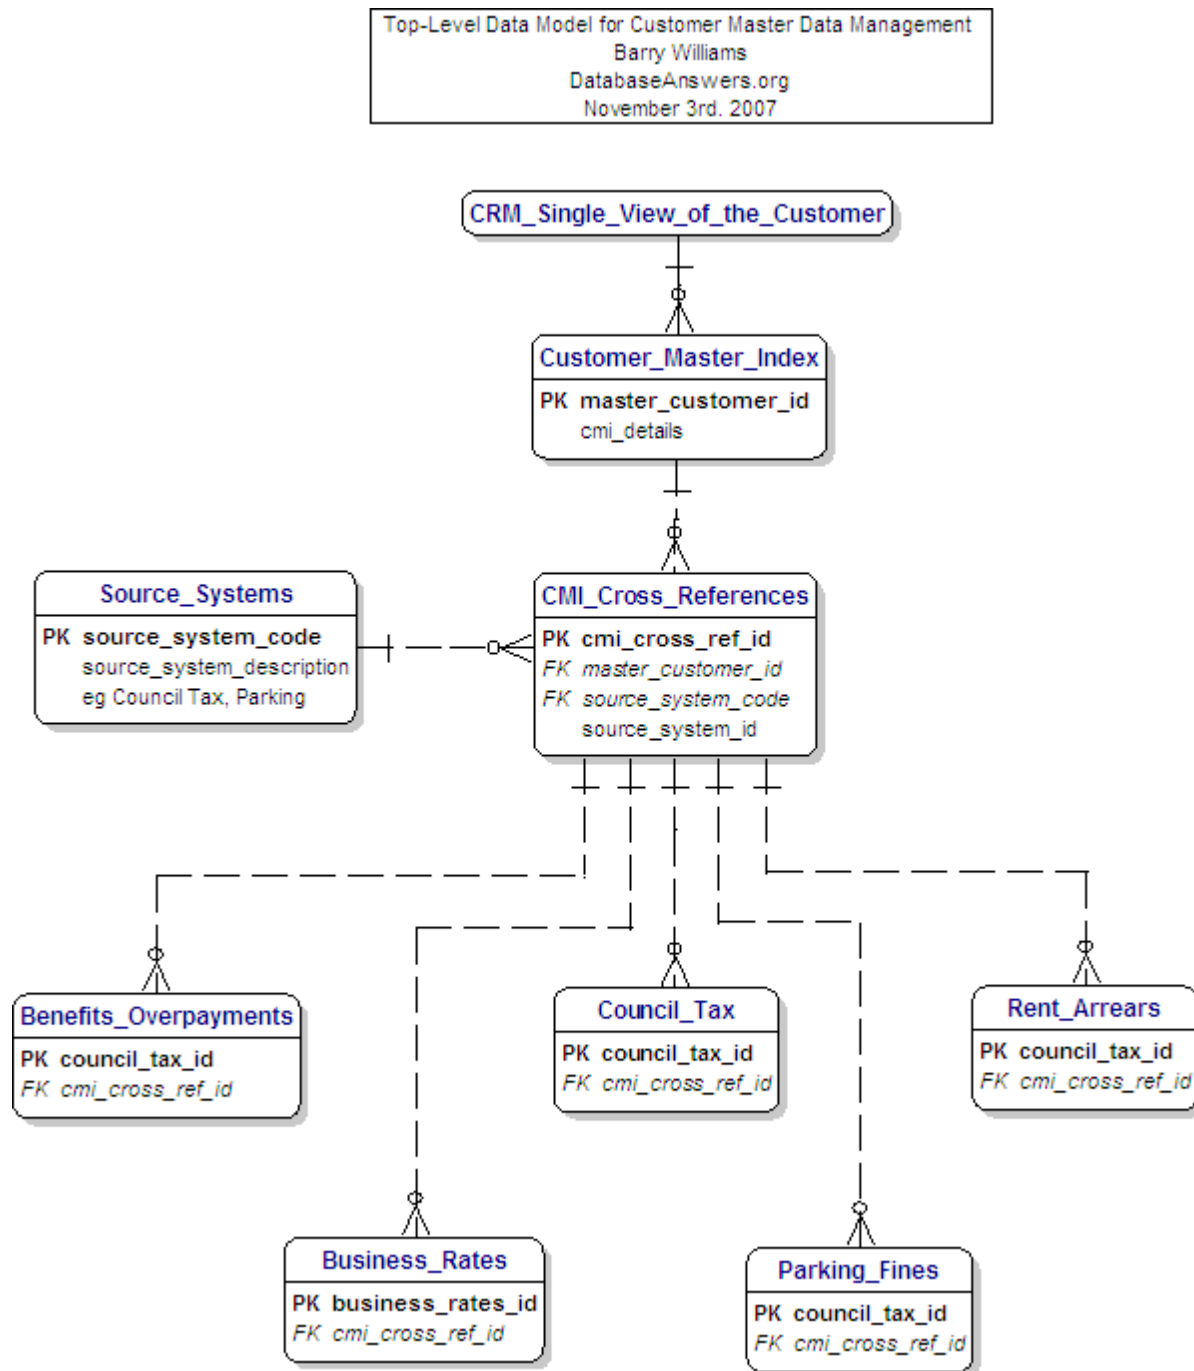 Top-Level Data Model for Customer Master Data Management
Barry Williams
DatabaseAnswers.org
November 3rd. 2007
CRM_Single_View_of_the_Customer
Customer_Master_Index
PK master_customer_id
cmi_details
Source_Systems
PK source_system_code
source_system_description
eg Council Tax, Parking
CMI_Cross_References
PK cmi_cross_ref_id
FK master_customer_id
FK source_system_code
source_system_id
Benefits_Overpayments
PK council_tax_id
FK cmi_cross_ref_id
Council_Tax
PK council_tax_id
FK cmi_cross_ref_id
Rent_Arrears
PK council_tax_id
FK cmi_cross_ref_id
Business_Rates
PK business_rates_id
FK cmi_cross_ref_id
Parking_Fines
PK council_tax_id
FK cmi_cross_ref_id